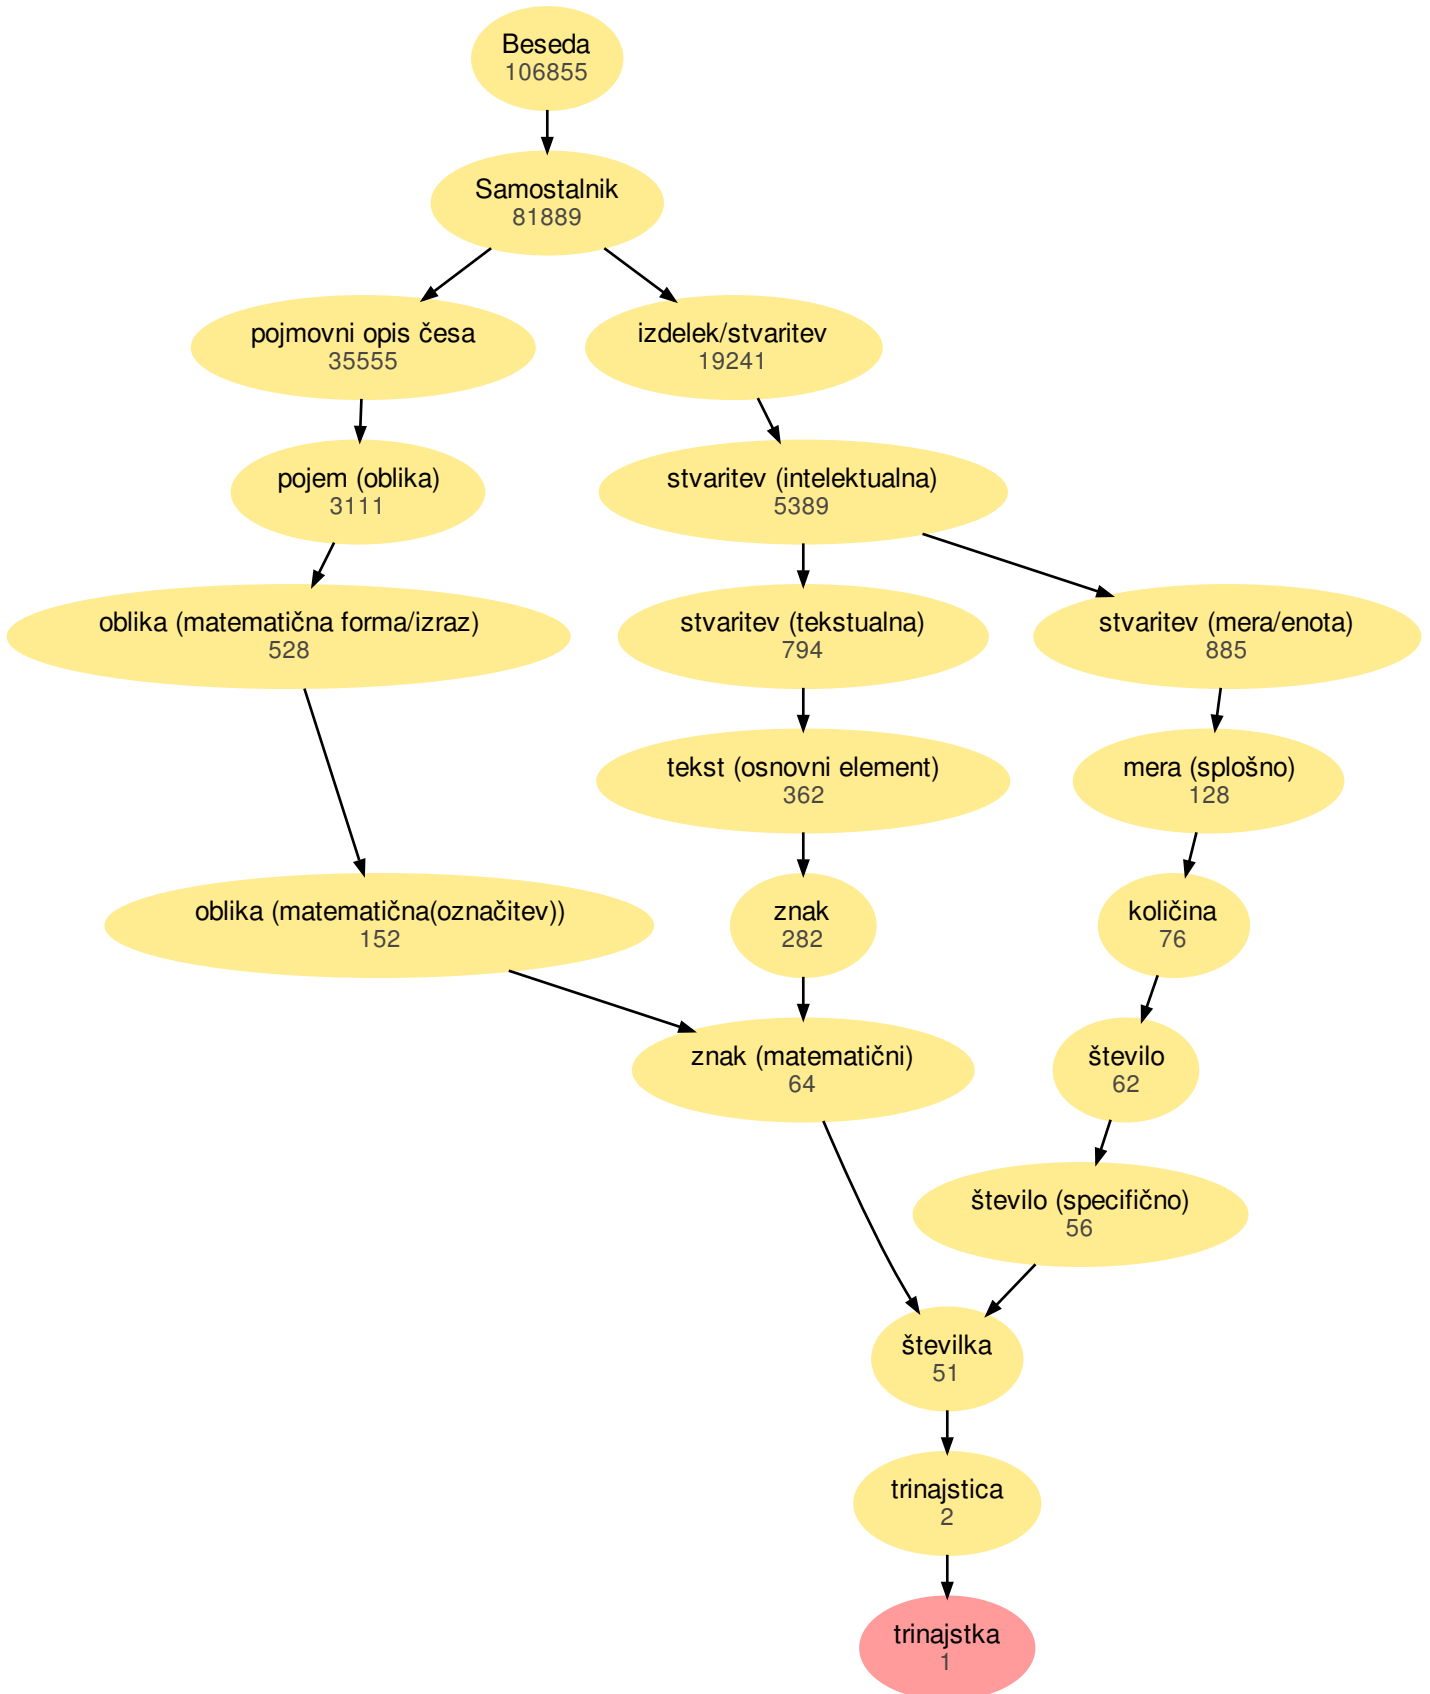 Beseda
106855
Samostalnik
81889
pojmovni opis česa
35555
izdelek/stvaritev
19241
pojem (oblika)
3111
stvaritev (intelektualna)
5389
oblika (matematična forma/izraz)
528
stvaritev (tekstualna)
794
stvaritev (mera/enota)
885
tekst (osnovni element)
362
mera (splošno)
128
oblika (matematična(označitev))
152
znak
282
količina
76
znak (matematični)
64
število
62
število (specifično)
56
številka
51
trinajstica
2
trinajstka
1